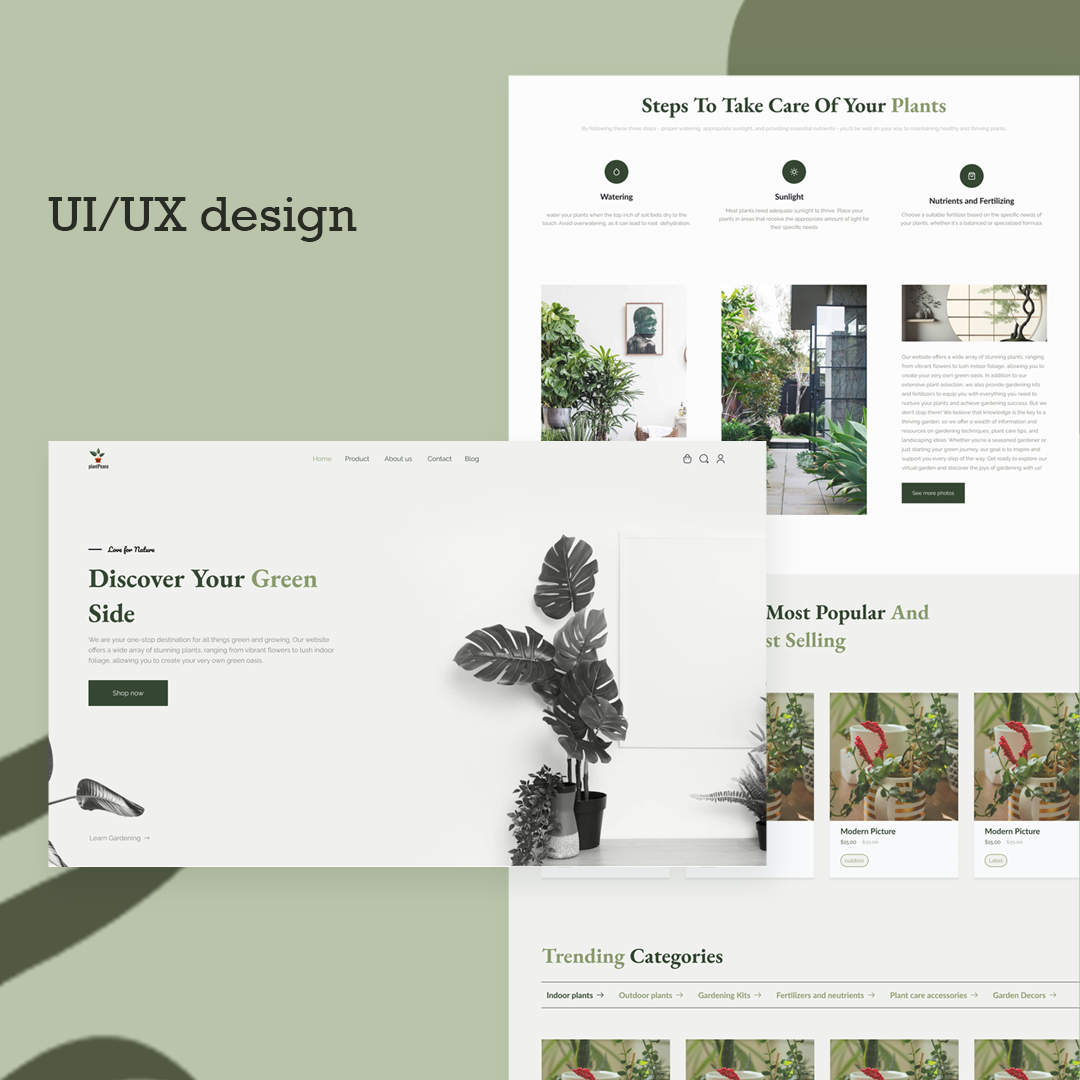 UI/UX design
Steps To Take Care Of Your Plants
By following these three steps - proper watering, appropriate sunlight, and providing essential nutrients - you'll be well on your way to maintaining healthy and thriving plants.
Watering
water your plants when the top inch of soil feels dry to the
touch. Avoid overwatering, as it can lead to root dehydration.
Sunlight
Most plants need adequate sunlight to thrive. Place your
plants in areas that receive the appropriate amount of light for
their specific needs
Nutrients and Fertilizing
Choose a suitable fertilizer based on the specific needs of
your plants, whether it's a balanced or specialized formula.
Our website offers a wide array of stunning plants, ranging
from vibrant flowers to lush indoor foliage, allowing you to
create your very own green oasis. In addition to our
extensive plant selection, we also provide gardening kits
and fertilizers to equip you with everything you need to
nurture your plants and achieve gardening success. But we
don't stop there! We believe that knowledge is the key to a
thriving garden, so we offer a wealth of information and
resources on gardening techniques, plant care tips, and
landscaping ideas. Whether you're a seasoned gardener or
just starting your green journey, our goal is to inspire and
support you every step of the way. Get ready to explore our
virtual garden and discover the joys of gardening with us!
See more photos
plantPeace
Home Product About us Contact Blog
Love for Nature
Discover Your Green
Side
We are your one-stop destination for all things green and growing. Our website
offers a wide array of stunning plants, ranging from vibrant flowers to lush indoor
foliage, allowing you to create your very own green oasis.
Shop now
Learn Gardening →
Most Popular And
st Selling
Modern Picture
$15.00 $35.00
outdoor
Modern Picture
$15.00 $35.00
Label
Trending Categories
Indoor plants → Outdoor plants → Gardening Kits → Fertilizers and neutrients → Plant care accessories → Garden Decors →